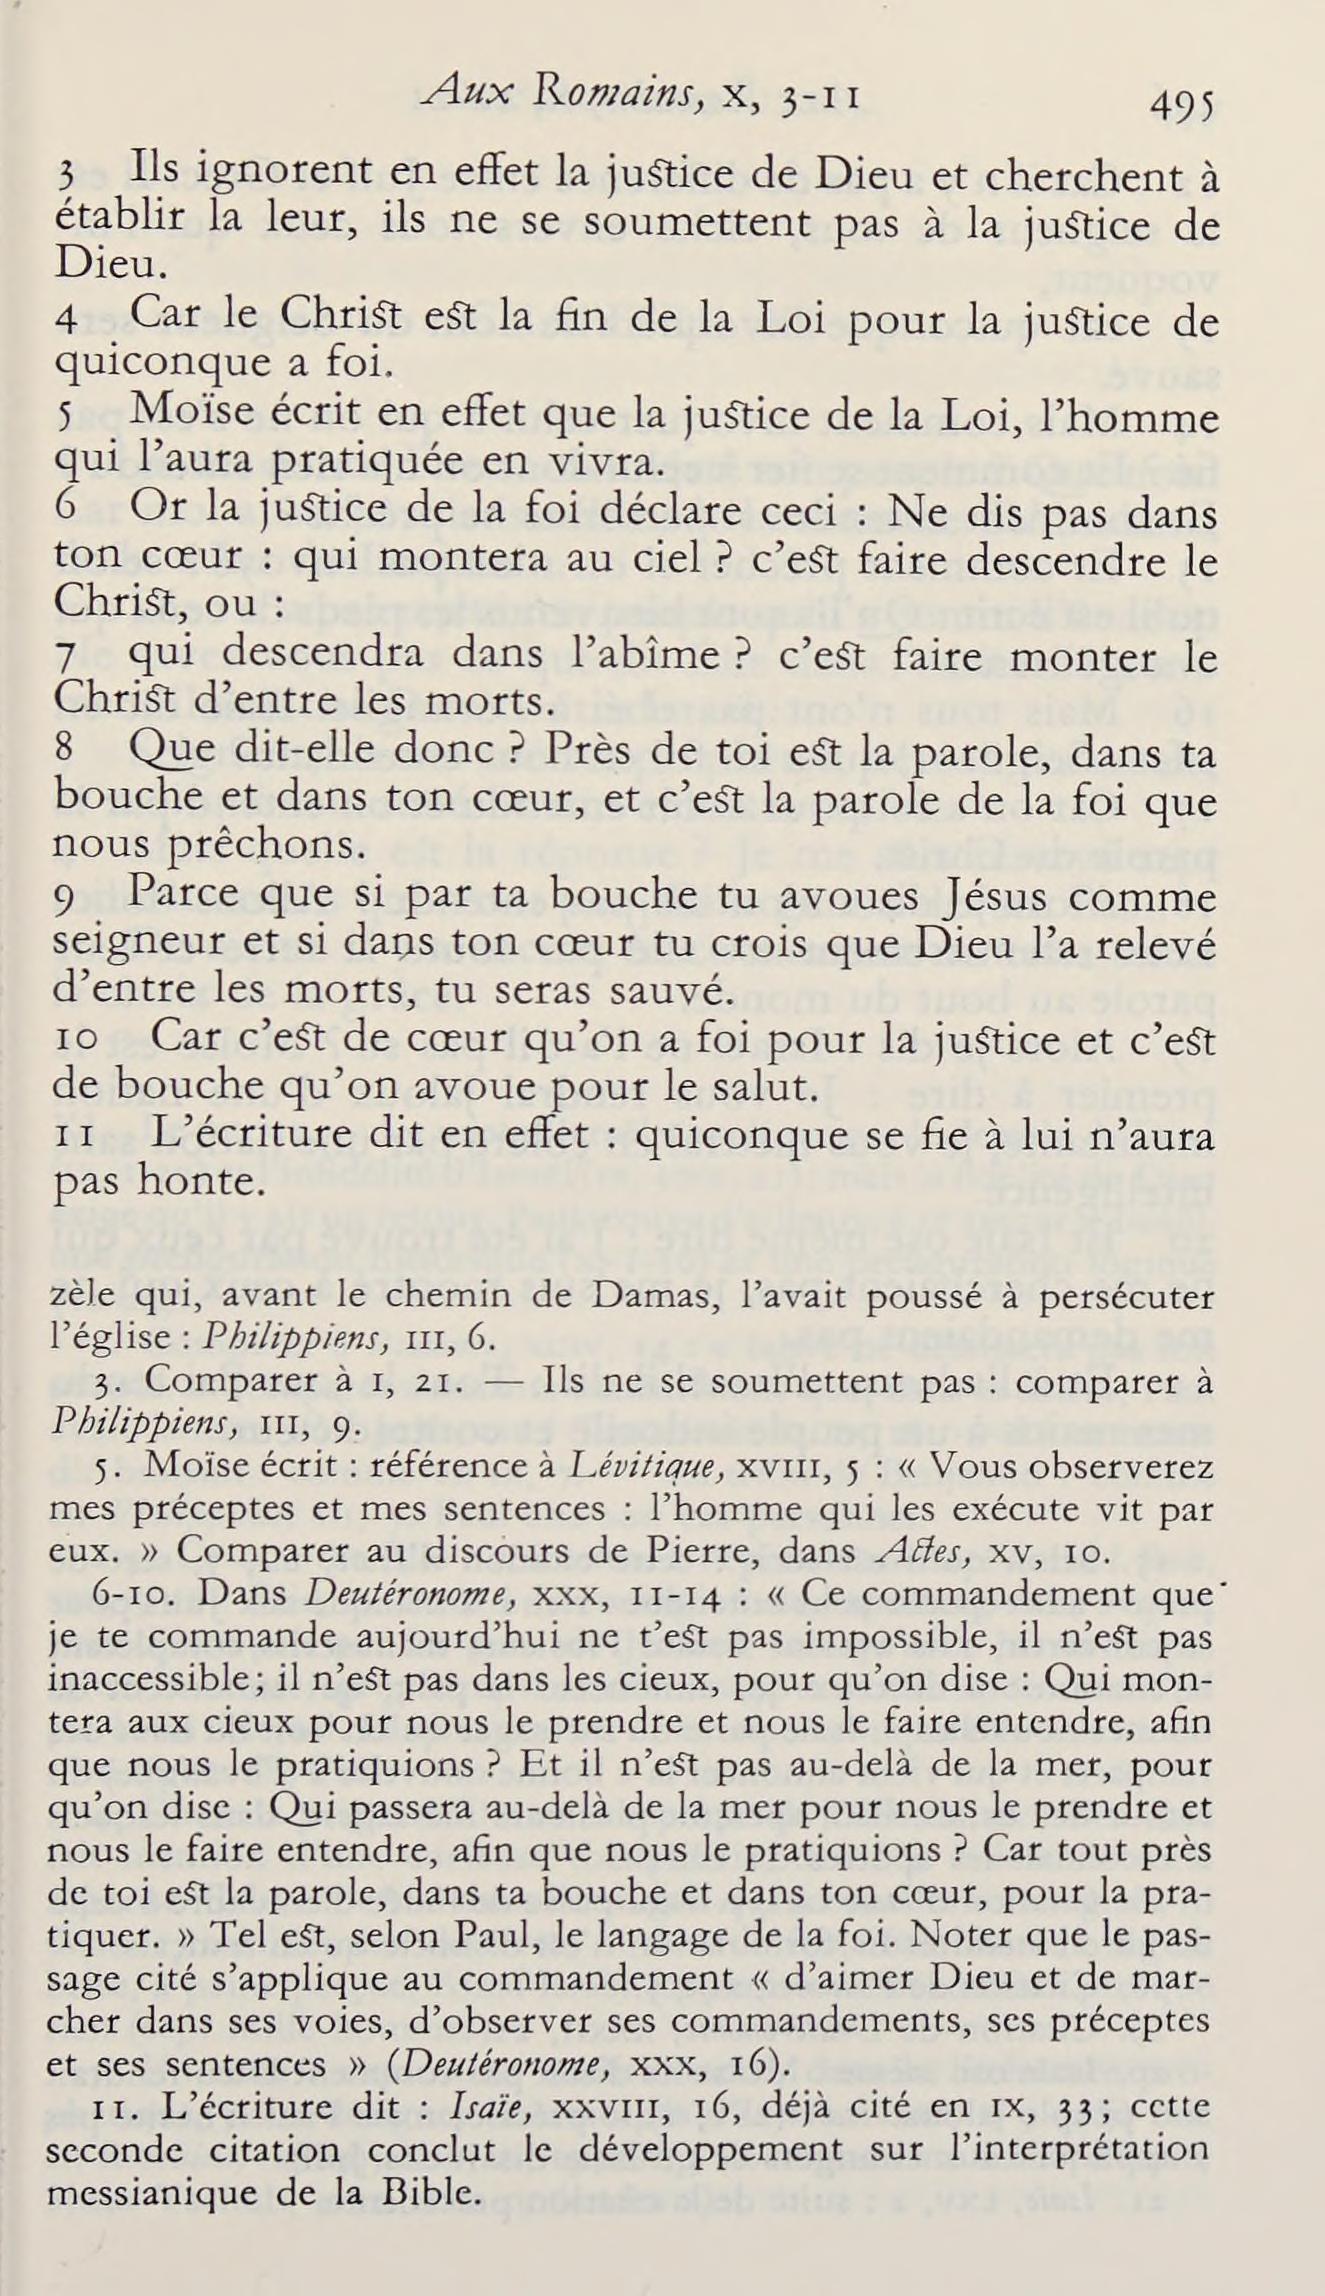 Aux Romains, x, 3-11
495
3 Ils ignorent en effet la justice de Dieu et cherchent à
établir la leur, ils ne se soumettent pas à la justice de
Dieu.
4 Car le Christ est la fin de la Loi pour la justice de
quiconque a foi.
5 Moïse écrit en effet que la justice de la Loi, l’homme
qui l’aura pratiquée en vivra.
6 Or la justice de la foi déclare ceci : Ne dis pas dans
ton cœur : qui montera au ciel ? c’est faire descendre le
Christ, ou :
7 qui descendra dans l’abîme ? c’est faire monter le
Christ d’entre les morts.
8 Que dit-elle donc ? Près de toi est la parole, dans ta
bouche et dans ton cœur, et c’est la parole de la foi que
nous prêchons.
9 Parce que si par ta bouche tu avoues Jésus comme
seigneur et si dans ton cœur tu crois que Dieu l’a relevé
d’entre les morts, tu seras sauvé.
10 Car c’est de cœur qu’on a foi pour la justice et c’est
de bouche qu’on avoue pour le salut.
11 L’écriture dit en effet : quiconque se fie à lui n’aura
pas honte.
zèle qui, avant le chemin de Damas, l’avait poussé à persécuter
l’église : Philippiens, III, 6.
3. Comparer à I, 21. — Ils ne se soumettent pas : comparer à
Philippiens, III, 9.
5. Moïse écrit : référence à Lévitique, XVIII, 5 : « Vous observerez
mes préceptes et mes sentences : l’homme qui les exécute vit par
eux. » Comparer au discours de Pierre, dans Actes, XV, 10.
6-10. Dans Deutéronome, XXX, 11-14 : « Ce commandement que
je te commande aujourd’hui ne t’est pas impossible, il n’est pas
inaccessible; il n’est pas dans les cieux, pour qu’on dise : Qui mon-
tera aux cieux pour nous le prendre et nous le faire entendre, afin
que nous le pratiquions ? Et il n’est pas au-delà de la mer, pour
qu’on dise : Qui passera au-delà de la mer pour nous le prendre et
nous le faire entendre, afin que nous le pratiquions ? Car tout près
de toi est la parole, dans ta bouche et dans ton cœur, pour la pra-
tiquer. » Tel est, selon Paul, le langage de la foi. Noter que le pas-
sage cité s’applique au commandement « d’aimer Dieu et de mar-
cher dans ses voies, d’observer ses commandements, ses préceptes
et ses sentences » (Deutéronome, XXX, 16).
11. L’écriture dit : Isaïe, XXVIII, 16, déjà cité en IX, 33; cette
seconde citation conclut le développement sur l’interprétation
messianique de la Bible.